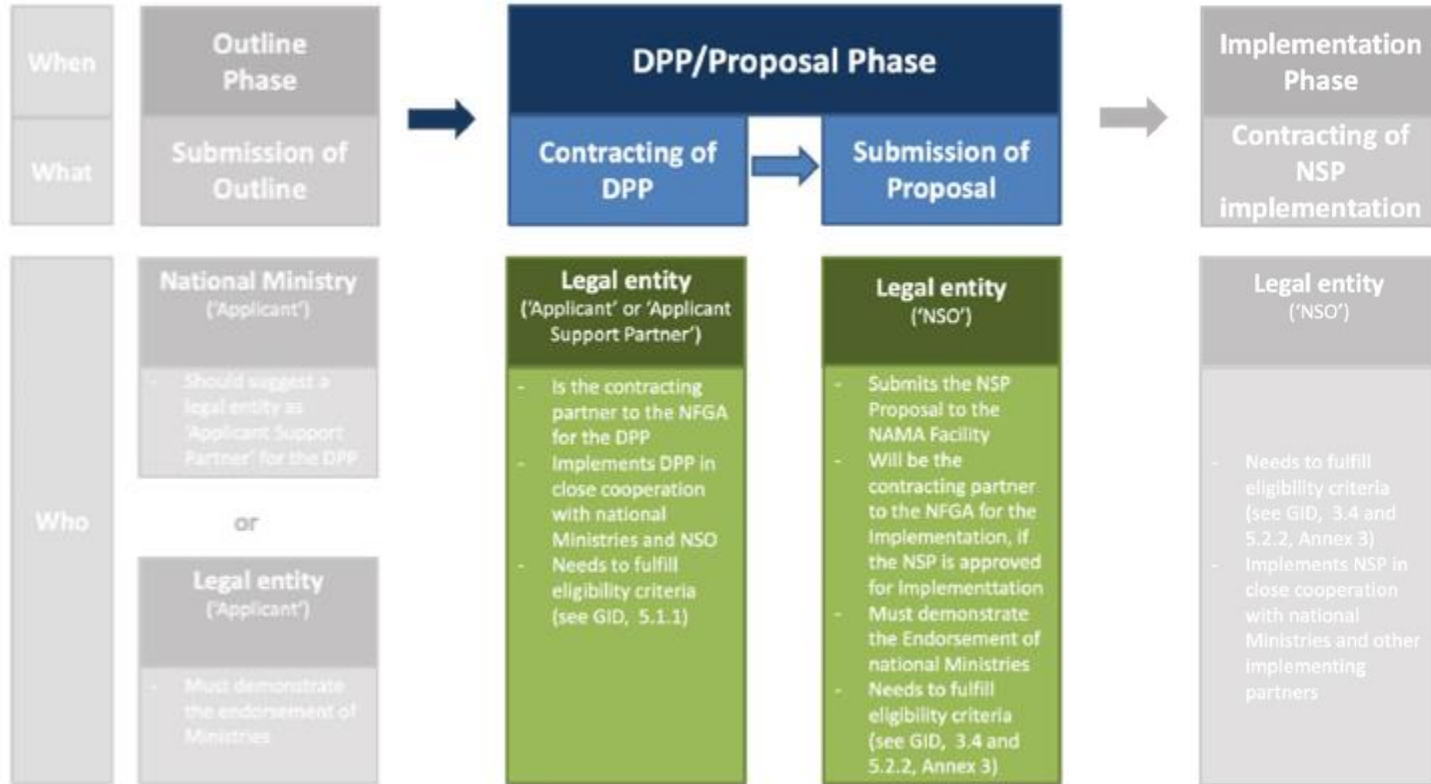 When
Outline
Phase
DPP/Proposal Phase
Implementation
Phase
What
Submission of
Outline
Contracting of
DPP
Submission of
Proposal
Contracting of
NSP
implementation
Who
National Ministry
('Applicant')
- Should suggest a
legal entity as
'Applicant Support
Partner' for the DPP
or
Legal entity
('Applicant')
- Must demonstrate
the endorsement of
Ministries
Legal entity
('Applicant' or 'Applicant
Support Partner')
- Is the contracting
partner to the NFGA
for the DPP
- Implements DPP in
close cooperation
with national
Ministries and NSO
- Needs to fulfill
eligibility criteria
(see GID, 5.1.1)
Legal entity
('NSO')
- Submits the NSP
Proposal to the
NAMA Facility
- Will be the
contracting partner
to the NFGA for the
Implementation, if
the NSP is approved
for Implementtation
- Must demonstrate
the Endorsement of
national Ministries
- Needs to fulfill
eligibility criteria
(see GID, 3.4 and
5.2.2, Annex 3)
Legal entity
('NSO')
- Needs to fulfill
eligibility criteria
(see GID, 3.4 and
5.2.2, Annex 3)
- Implements NSP in
close cooperation
with national
Ministries and other
implementing
partners